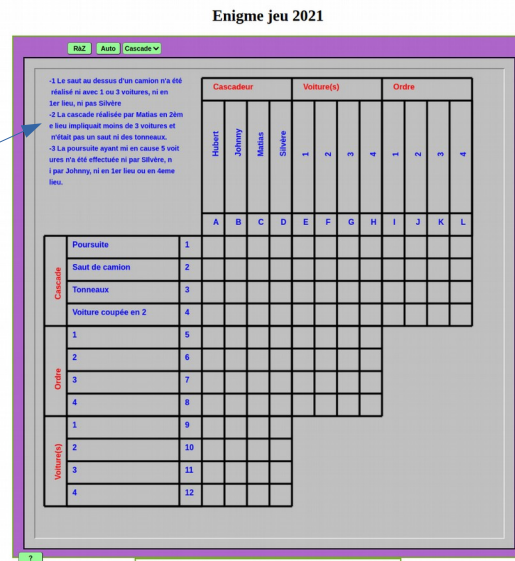 Enigme jeu 2021
RàZ Auto Cascade
-1 Le saut au dessus d'un camion n'a été
réalisé ni avec 1 ou 3 voitures, ni en
1er lieu, ni pas Silvère
-2 La cascade réalisée par Matias en 2èm
e lieu impliquait moins de 3 voitures et
n'était pas un saut ni des tonneaux.
-3 La poursuite ayant mi en cause 5 voit
ures n'a été effectuée ni par Silvère, n
i par Johnny, ni en 1er lieu ou en 4eme
lieu.
Cascadeur Voiture(s) Ordre
Hubert Johnny Matias Silvère 1 2 3 4 1 2 3 4
A B C D E F G H I J K L
Cascade
Poursuite 1
Saut de camion 2
Tonneaux 3
Voiture coupée en 2 4
Ordre
1 5
2 6
3 7
4 8
Voiture(s)
1 9
2 10
3 11
4 12
?